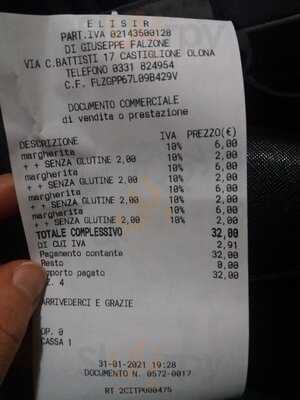 ELISIR
PART.IVA 02143500128
DI GIUSEPPE FALZONE
VIA C.BATTISTI 17 CASTIGLIONE OLONA
TELEFONO 0331 824954
C.F. FLZGPP67L09B429V
DOCUMENTO COMMERCIALE
di vendita o prestazione
DESCRIZIONE IVA PREZZO(€)
margherita 10% 6,00
+ + SENZA GLUTINE 2,00 10% 2,00
margherita 10% 6,00
+ + SENZA GLUTINE 2,00 10% 2,00
margherita 10% 6,00
+ + SENZA GLUTINE 2,00 10% 2,00
margherita 10% 6,00
+ + SENZA GLUTINE 2,00 10% 2,00
TOTALE COMPLESSIVO 32,00
DI CUI IVA 2,91
Pagamento contante 32,00
Resto 0,00
mporto pagato 32,00
Z. 4
ARRIVEDERCI E GRAZIE
OP. 0
CASSA 1
31-01-2021 19:28
DOCUMENTO N. 0572-0017
RT 2CITP000475